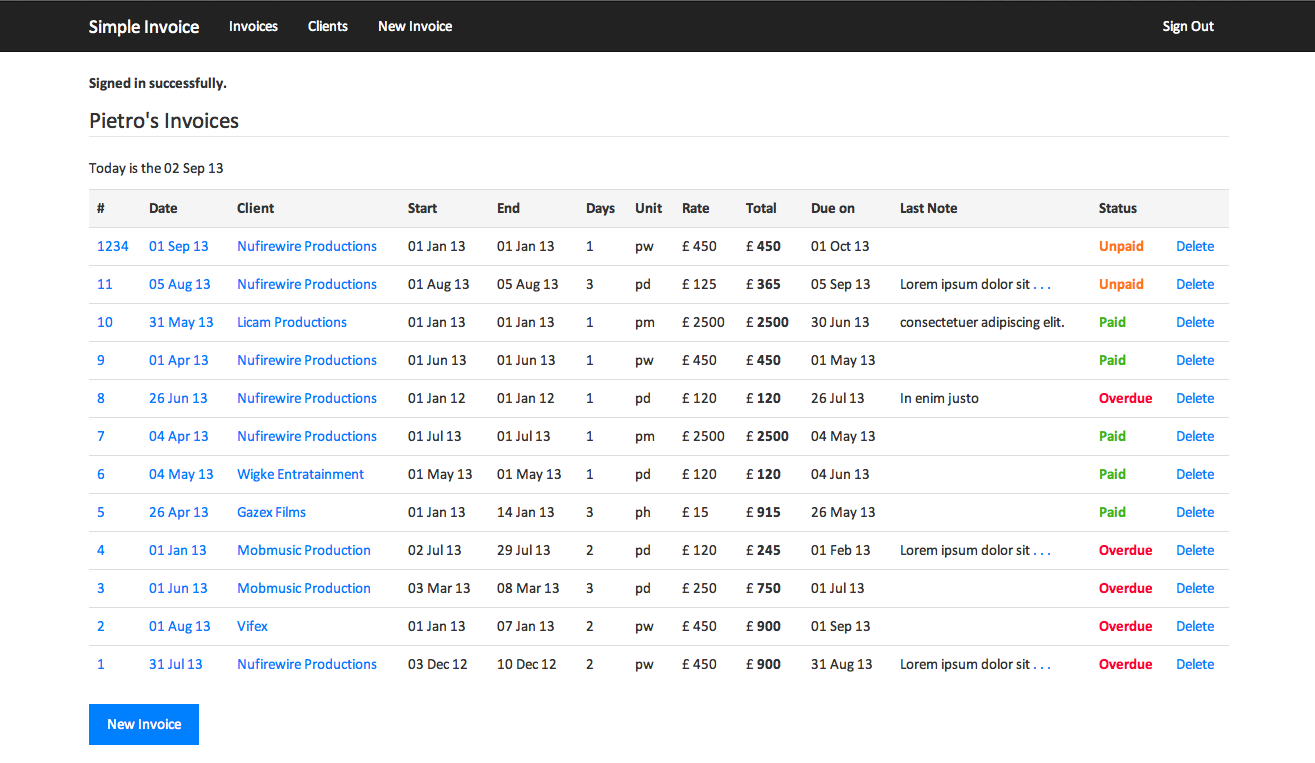 Simple Invoice Invoices Clients New Invoice Sign Out
Signed in successfully.
Pietro's Invoices
Today is the 02 Sep 13
# Date Client Start End Days Unit Rate Total Due on Last Note Status
1234 01 Sep 13 Nufirewire Productions 01 Jan 13 01 Jan 13 1 pw £ 450 £ 450 01 Oct 13 Unpaid Delete
11 05 Aug 13 Nufirewire Productions 01 Aug 13 05 Aug 13 3 pd £ 125 £ 365 05 Sep 13 Lorem ipsum dolor sit . . . Unpaid Delete
10 31 May 13 Licam Productions 01 Jan 13 01 Jan 13 1 pm £ 2500 £ 2500 30 Jun 13 consectetuer adipiscing elit. Paid Delete
9 01 Apr 13 Nufirewire Productions 01 Jun 13 01 Jun 13 1 pw £ 450 £ 450 01 May 13 Paid Delete
8 26 Jun 13 Nufirewire Productions 01 Jan 12 01 Jan 12 1 pd £ 120 £ 120 26 Jul 13 In enim justo Overdue Delete
7 04 Apr 13 Nufirewire Productions 01 Jul 13 01 Jul 13 1 pm £ 2500 £ 2500 04 May 13 Paid Delete
6 04 May 13 Wigke Entratainment 01 May 13 01 May 13 1 pd £ 120 £ 120 04 Jun 13 Paid Delete
5 26 Apr 13 Gazex Films 01 Jan 13 14 Jan 13 3 ph £ 15 £ 915 26 May 13 Paid Delete
4 01 Jan 13 Mobmusic Production 02 Jul 13 29 Jul 13 2 pd £ 120 £ 245 01 Feb 13 Lorem ipsum dolor sit . . . Overdue Delete
3 01 Jun 13 Mobmusic Production 03 Mar 13 08 Mar 13 3 pd £ 250 £ 750 01 Jul 13 Overdue Delete
2 01 Aug 13 Vifex 01 Jan 13 07 Jan 13 2 pw £ 450 £ 900 01 Sep 13 Overdue Delete
1 31 Jul 13 Nufirewire Productions 03 Dec 12 10 Dec 12 2 pw £ 450 £ 900 31 Aug 13 Lorem ipsum dolor sit . . . Overdue Delete
New Invoice